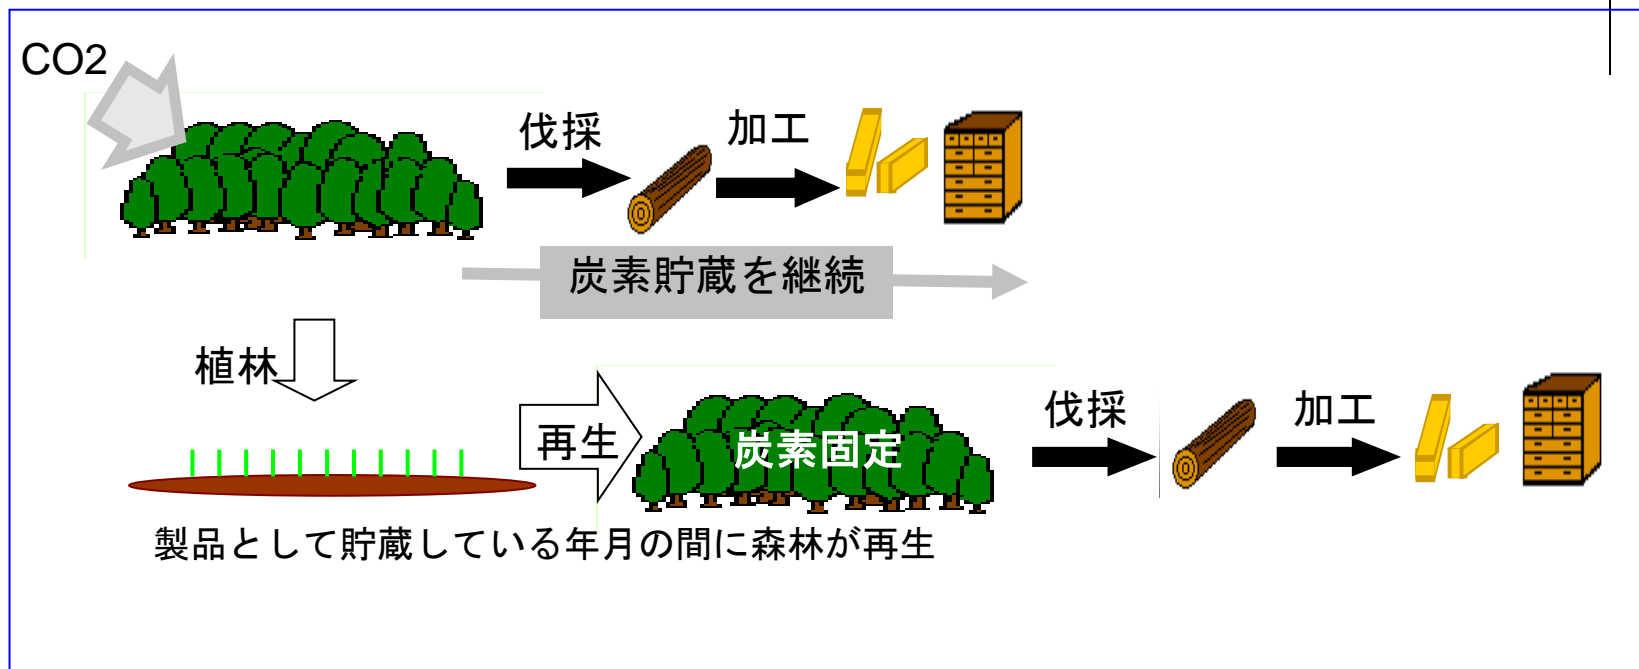 CO2
伐採
加工
炭素貯蔵を継続
植林
再生
炭素固定
伐採
加工
製品として貯蔵している年月の間に森林が再生